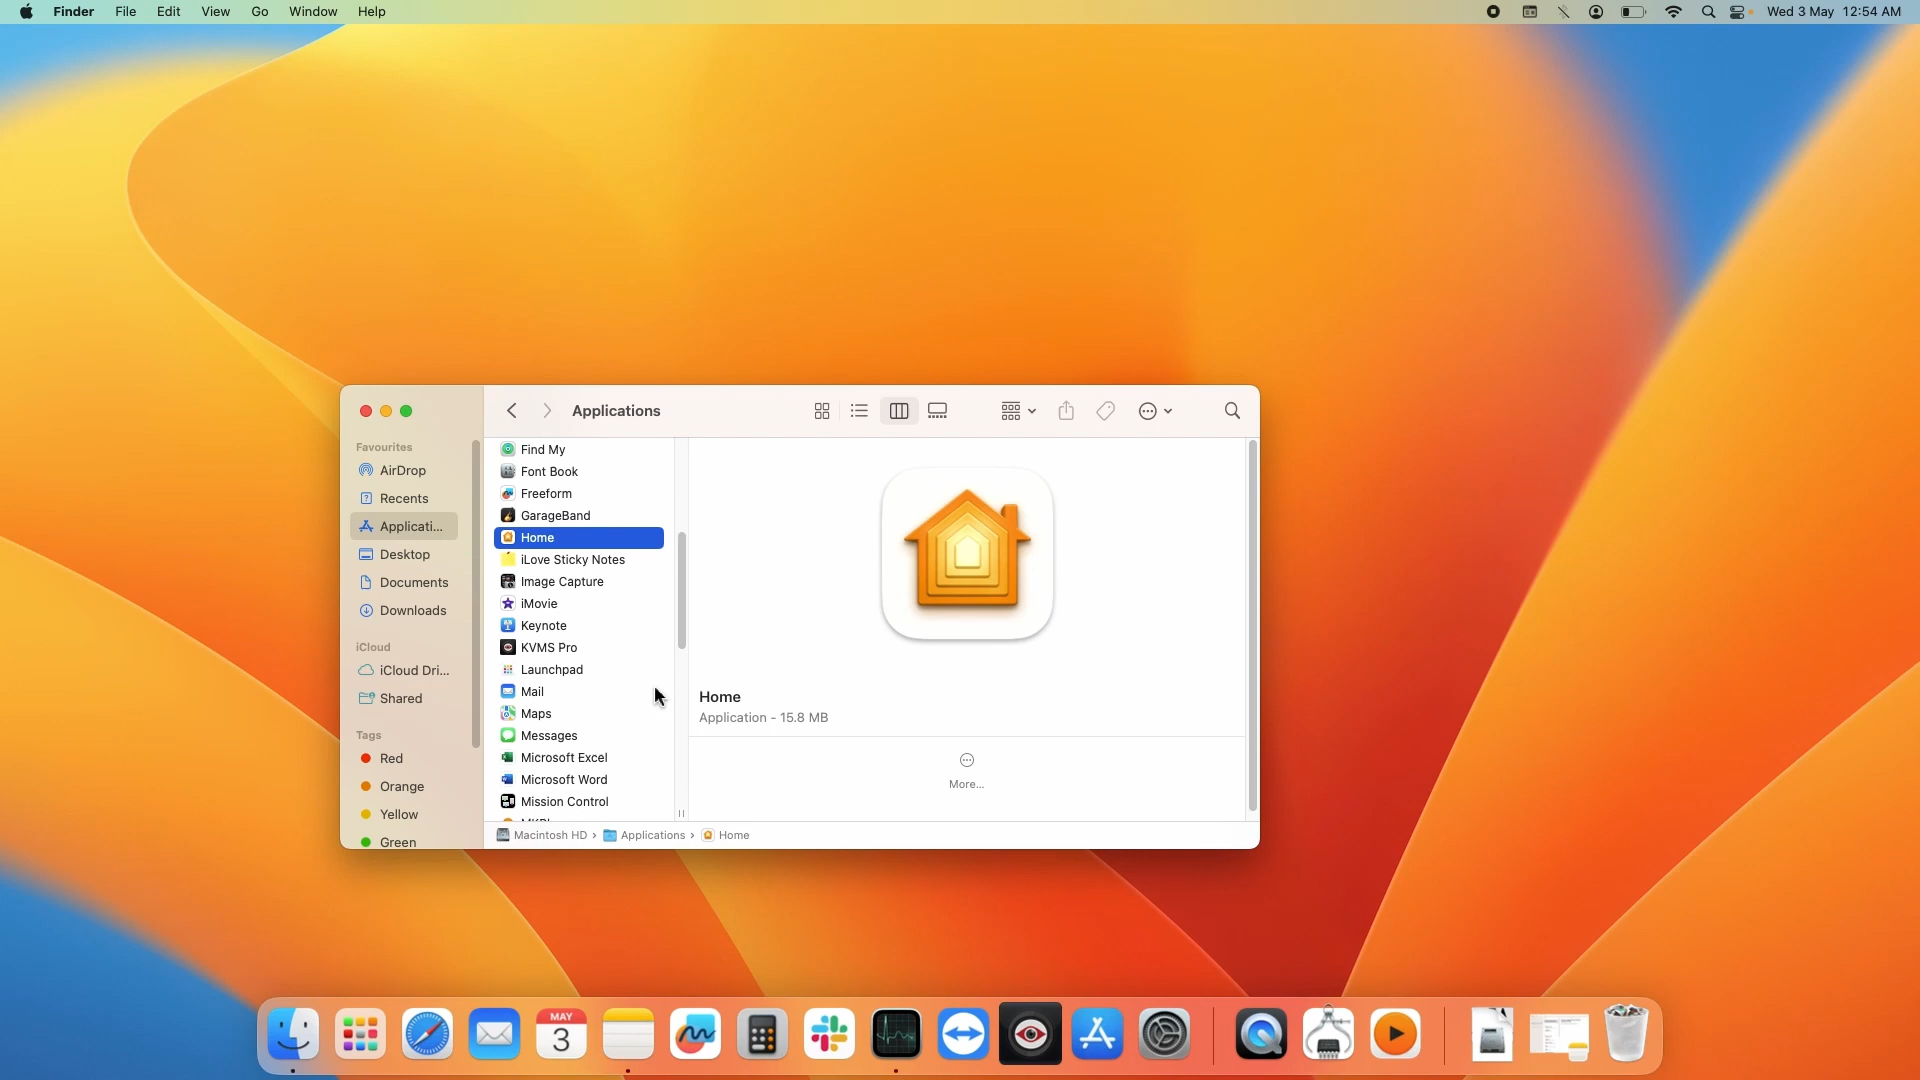 Finder File Edit View Go Window Help Wed 3 May 12:54 AM
Applications
Favourites
AirDrop
Recents
Applicati...
Desktop
Documents
Downloads
iCloud
iCloud Dri...
Shared
Tags
Red
Orange
Yellow
Green
Find My
Font Book
Freeform
GarageBand
Home
iLove Sticky Notes
Image Capture
iMovie
Keynote
KVMS Pro
Launchpad
Mail
Maps
Messages
Microsoft Excel
Microsoft Word
Mission Control
Home
Application - 15.8 MB
More...
Macintosh HD › Applications › Home
MAY
3